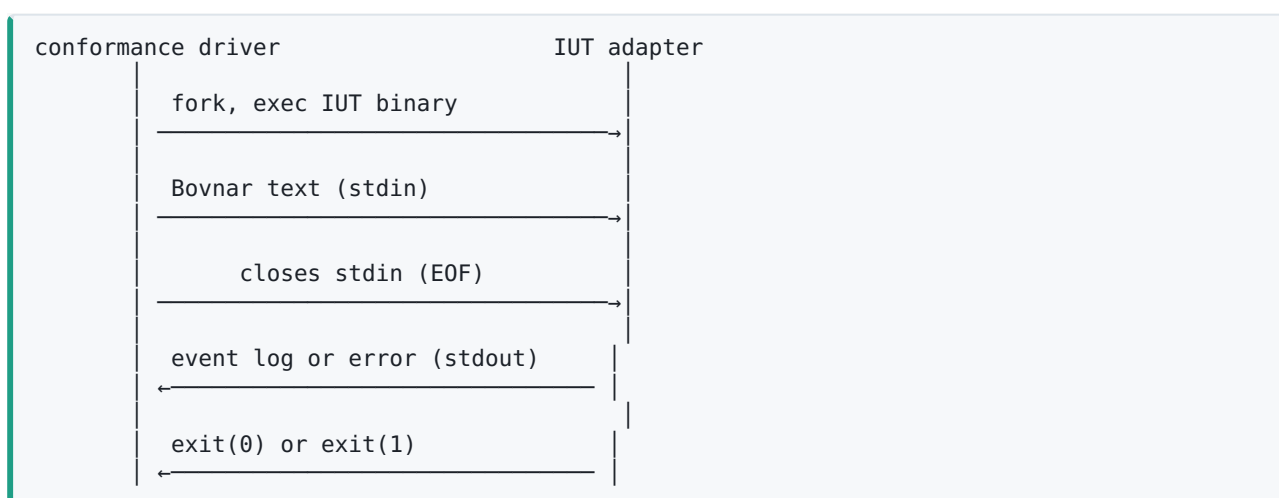 conformance driver IUT adapter
fork, exec IUT binary
Bovnar text (stdin)
closes stdin (EOF)
event log or error (stdout)
exit(0) or exit(1)